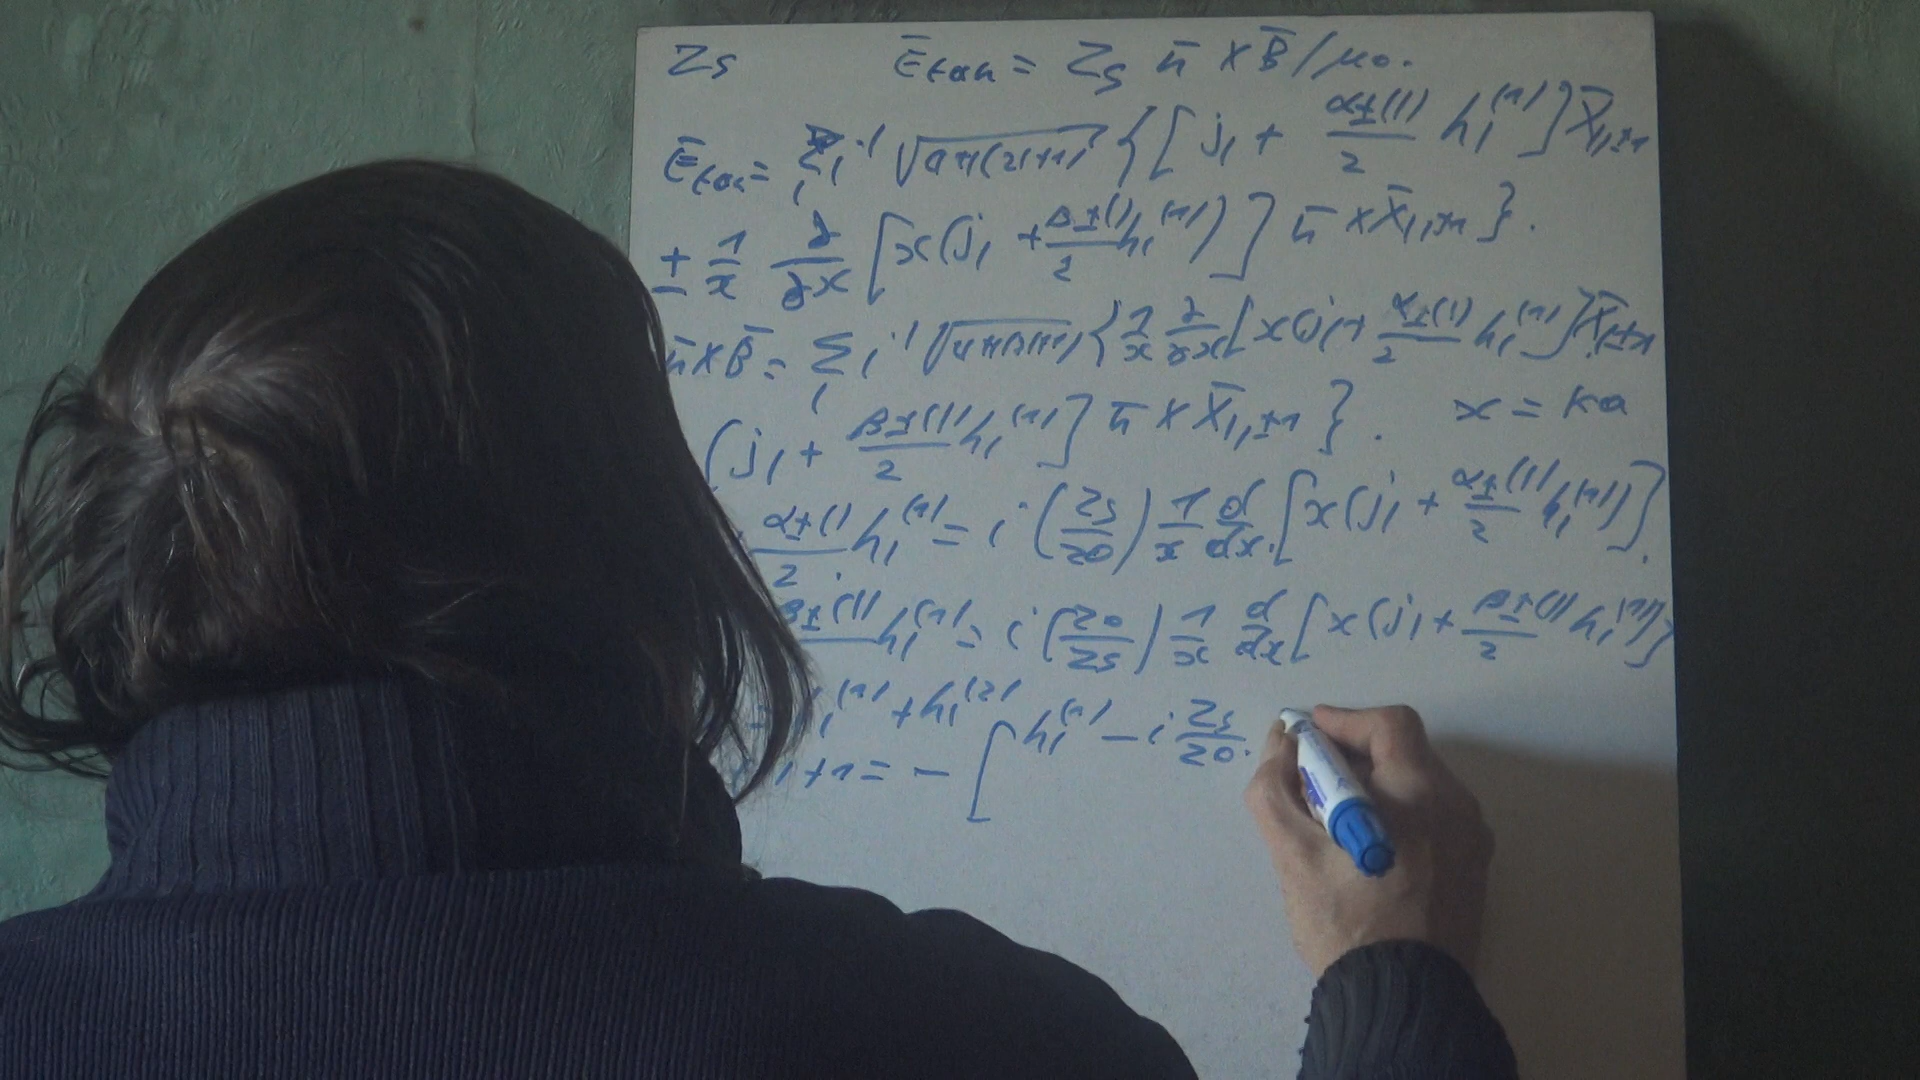 Zs Ētan = Zs n̄ × B̄/μ0.
Ētan = Σl i^l √4π(2l+1) {[jl + α±(l)/2 hl^(1)] X̄l,±1
± 1/x ∂/∂x [x(jl + β±(l)/2 hl^(1))] n̄ × X̄l,±1}.
n̄ × B̄ = Σl i^l √4π(2l+1) {1/x ∂/∂x [x(jl + α±(l)/2 hl^(1)] X̄l,±1
(jl + β±(l)/2 hl^(1)] n̄ × X̄l,±1}. x = ka
α±(l)/2 hl^(1) = i (Zs/Z0) 1/x d/dx [x(jl + α±(l)/2 hl^(1))].
β±(l) hl^(1) = i (Z0/Zs) 1/x d/dx [x(jl + β±(l)/2 hl^(1))]
hl^(1) + hl^(2)
+1 = - [hl^(1) - i Zs/Z0.